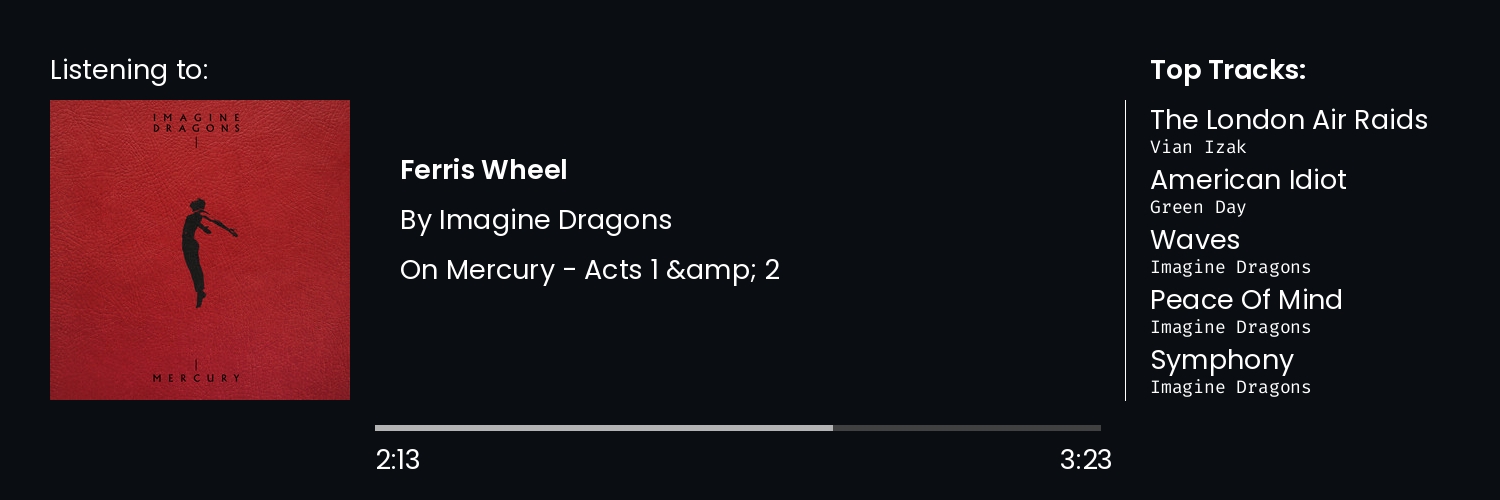 Listening to:
IMAGINE
DRAGONS
MERCURY
Ferris Wheel
By Imagine Dragons
On Mercury - Acts 1 &amp; 2
2:13
3:23
Top Tracks:
The London Air Raids
Vian Izak
American Idiot
Green Day
Waves
Imagine Dragons
Peace Of Mind
Imagine Dragons
Symphony
Imagine Dragons